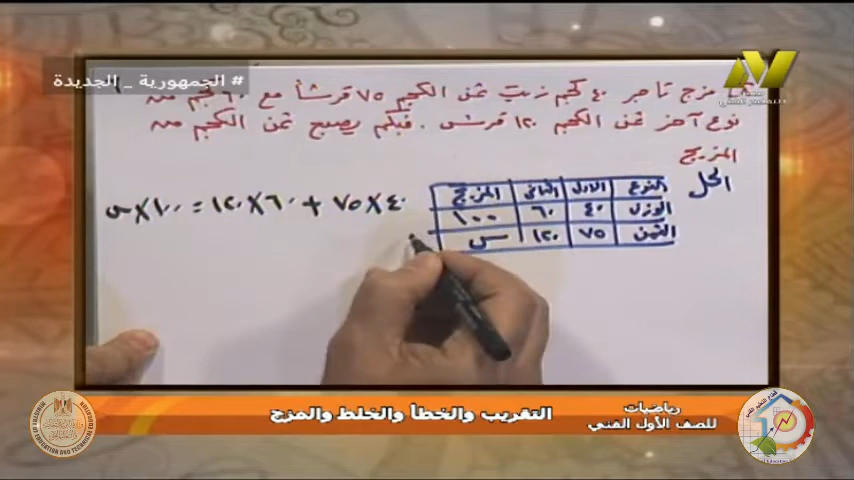 # الجمهورية _ الجديدة
مزج تاجر ٤٠ كجم زيت ثمن الكجم ٧٥ قرشاً مع ٦٠ كجم من
نوع آخر ثمن الكجم ١٢٠ قرش . فبكم يصبح ثمن الكجم من
المزيج
الحل
النوع الاول الثانى المزيج
الوزن ٤٠ ٦٠ ١٠٠
الثمن ٧٥ ١٢٠ س
٤٠ × ٧٥ + ٦٠ × ١٢٠ = ١٠٠ × س
رياضيات
للصف الأول الفني
التقريب والخطأ والخلط والمزج